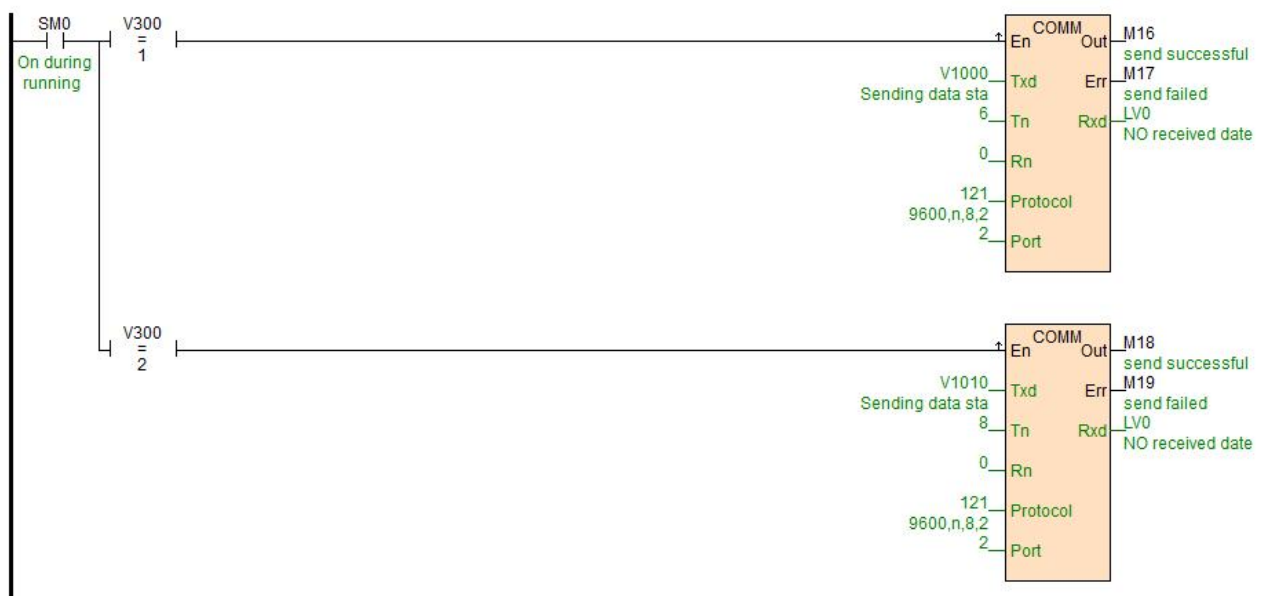 SM0
On during
running
V300
=
1
COMM
En
Out
M16
send successful
V1000
Sending data sta
Txd
Err
M17
send failed
6
Tn
Rxd
LV0
NO received date
0
Rn
121
9600,n,8,2
Protocol
2
Port
V300
=
2
COMM
En
Out
M18
send successful
V1010
Sending data sta
Txd
Err
M19
send failed
8
Tn
Rxd
LV0
NO received date
0
Rn
121
9600,n,8,2
Protocol
2
Port